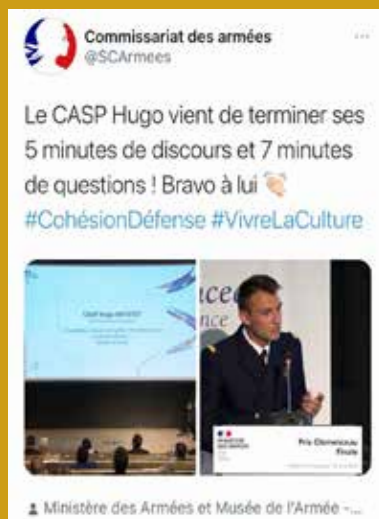 Commissariat des armées
@SCArmees
Le CASP Hugo vient de terminer ses
5 minutes de discours et 7 minutes
de questions ! Bravo à lui 👏🏻
#CohésionDéfense #VivreLaCulture
CASP Hugo
Prix Clemenceau
Finale
Ministère des Armées et Musée de l'Armée -...